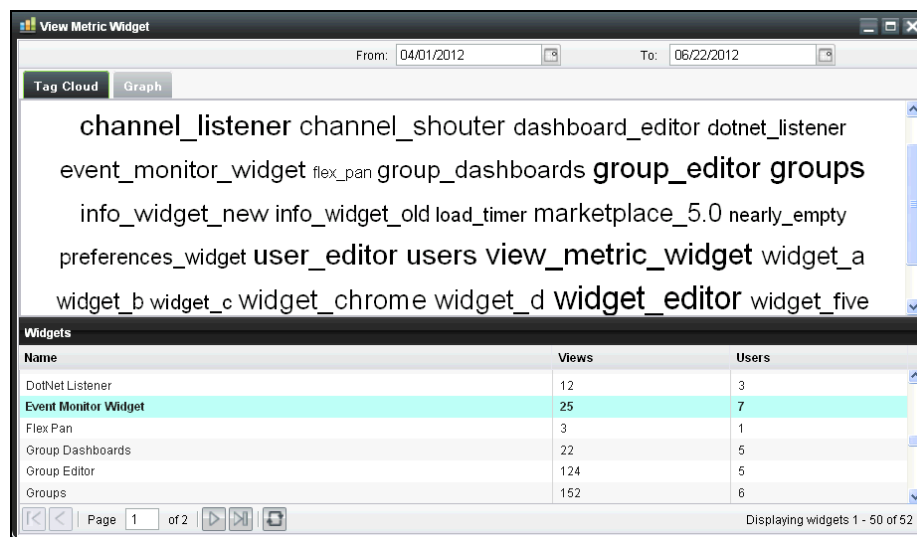 View Metric Widget
From: 04/01/2012 To: 06/22/2012
Tag Cloud Graph
channel_listener channel_shouter dashboard_editor dotnet_listener
event_monitor_widget flex_pan group_dashboards group_editor groups
info_widget_new info_widget_old load_timer marketplace_5.0 nearly_empty
preferences_widget user_editor users view_metric_widget widget_a
widget_b widget_c widget_chrome widget_d widget_editor widget_five
Widgets
Name Views Users
DotNet Listener 12 3
Event Monitor Widget 25 7
Flex Pan 3 1
Group Dashboards 22 5
Group Editor 124 5
Groups 152 6
Page 1 of 2 Displaying widgets 1 - 50 of 52